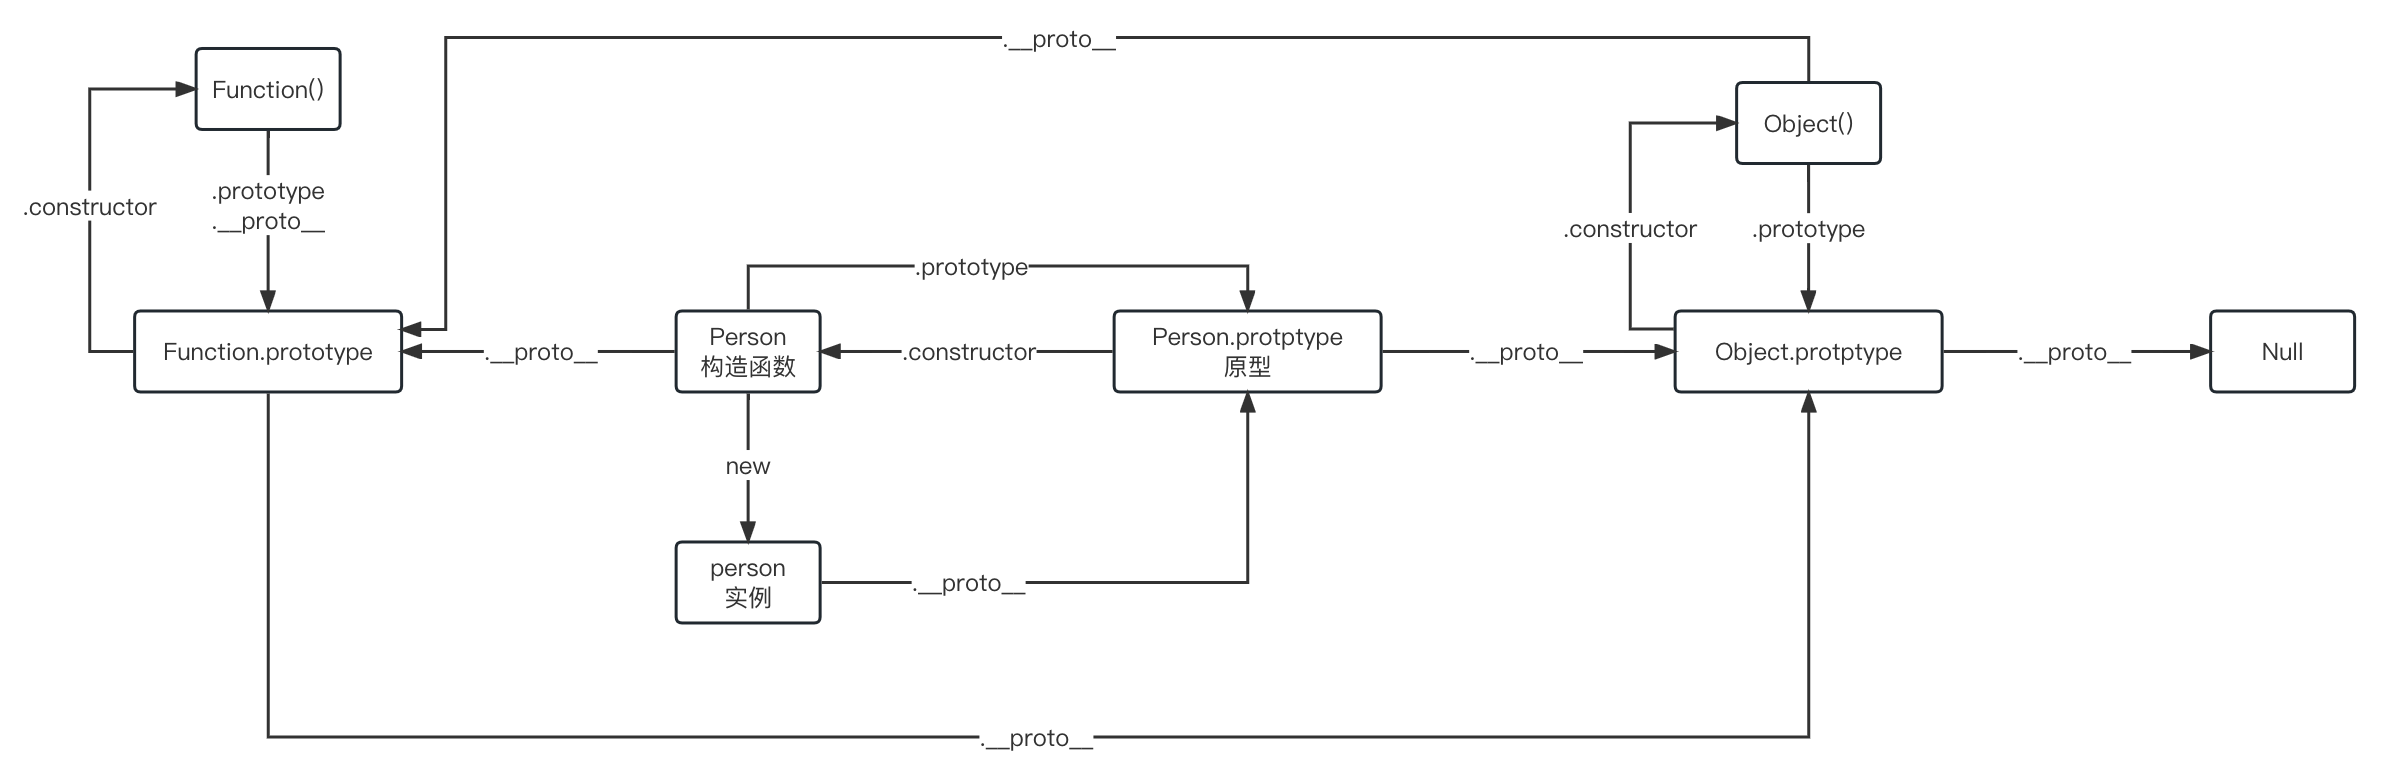 .__proto__
Function()
Object()
.prototype
.__proto__
.constructor
.constructor
.prototype
.prototype
Function.prototype
.__proto__
Person
构造函数
.constructor
Person.protptype
原型
.__proto__
Object.protptype
.__proto__
Null
new
person
实例
.__proto__
.__proto__